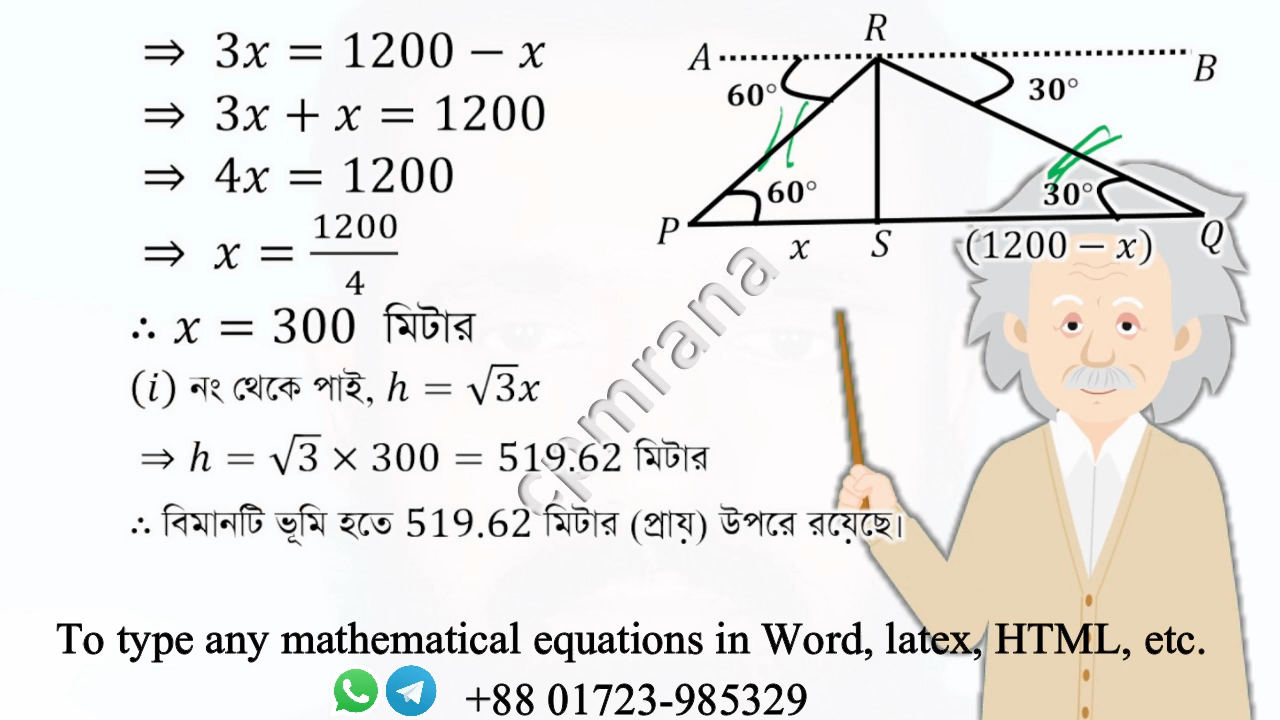 ⇒ 3x = 1200 − x
⇒ 3x + x = 1200
⇒ 4x = 1200
⇒ x = 1200/4
∴ x = 300 মিটার
(i) নং থেকে পাই, h = √3x
⇒ h = √3 × 300 = 519.62 মিটার
∴ বিমানটি ভূমি হতে 519.62 মিটার (প্রায়) উপরে রয়েছে।
R
A
B
60°
30°
60°
30°
P
x
S
(1200 − x)
Q
cpmrana
To type any mathematical equations in Word, latex, HTML, etc.
+88 01723-985329